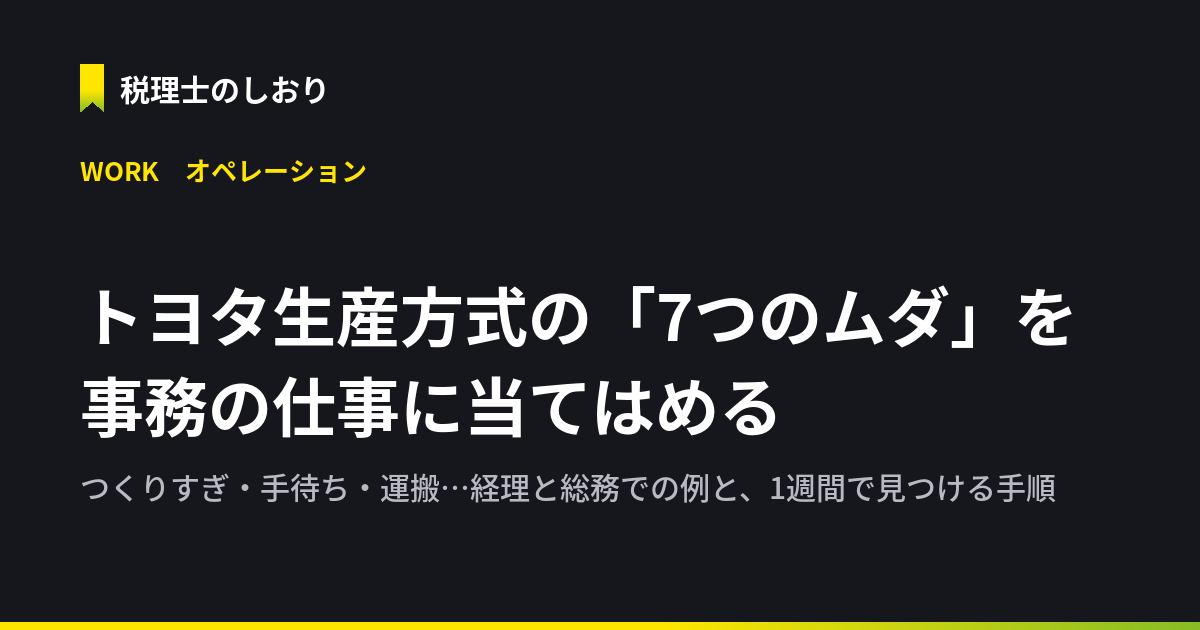 税理士のしおり
WORK　オペレーション
トヨタ生産方式の「7つのムダ」を
事務の仕事に当てはめる
つくりすぎ・手待ち・運搬…経理と総務での例と、1週間で見つける手順